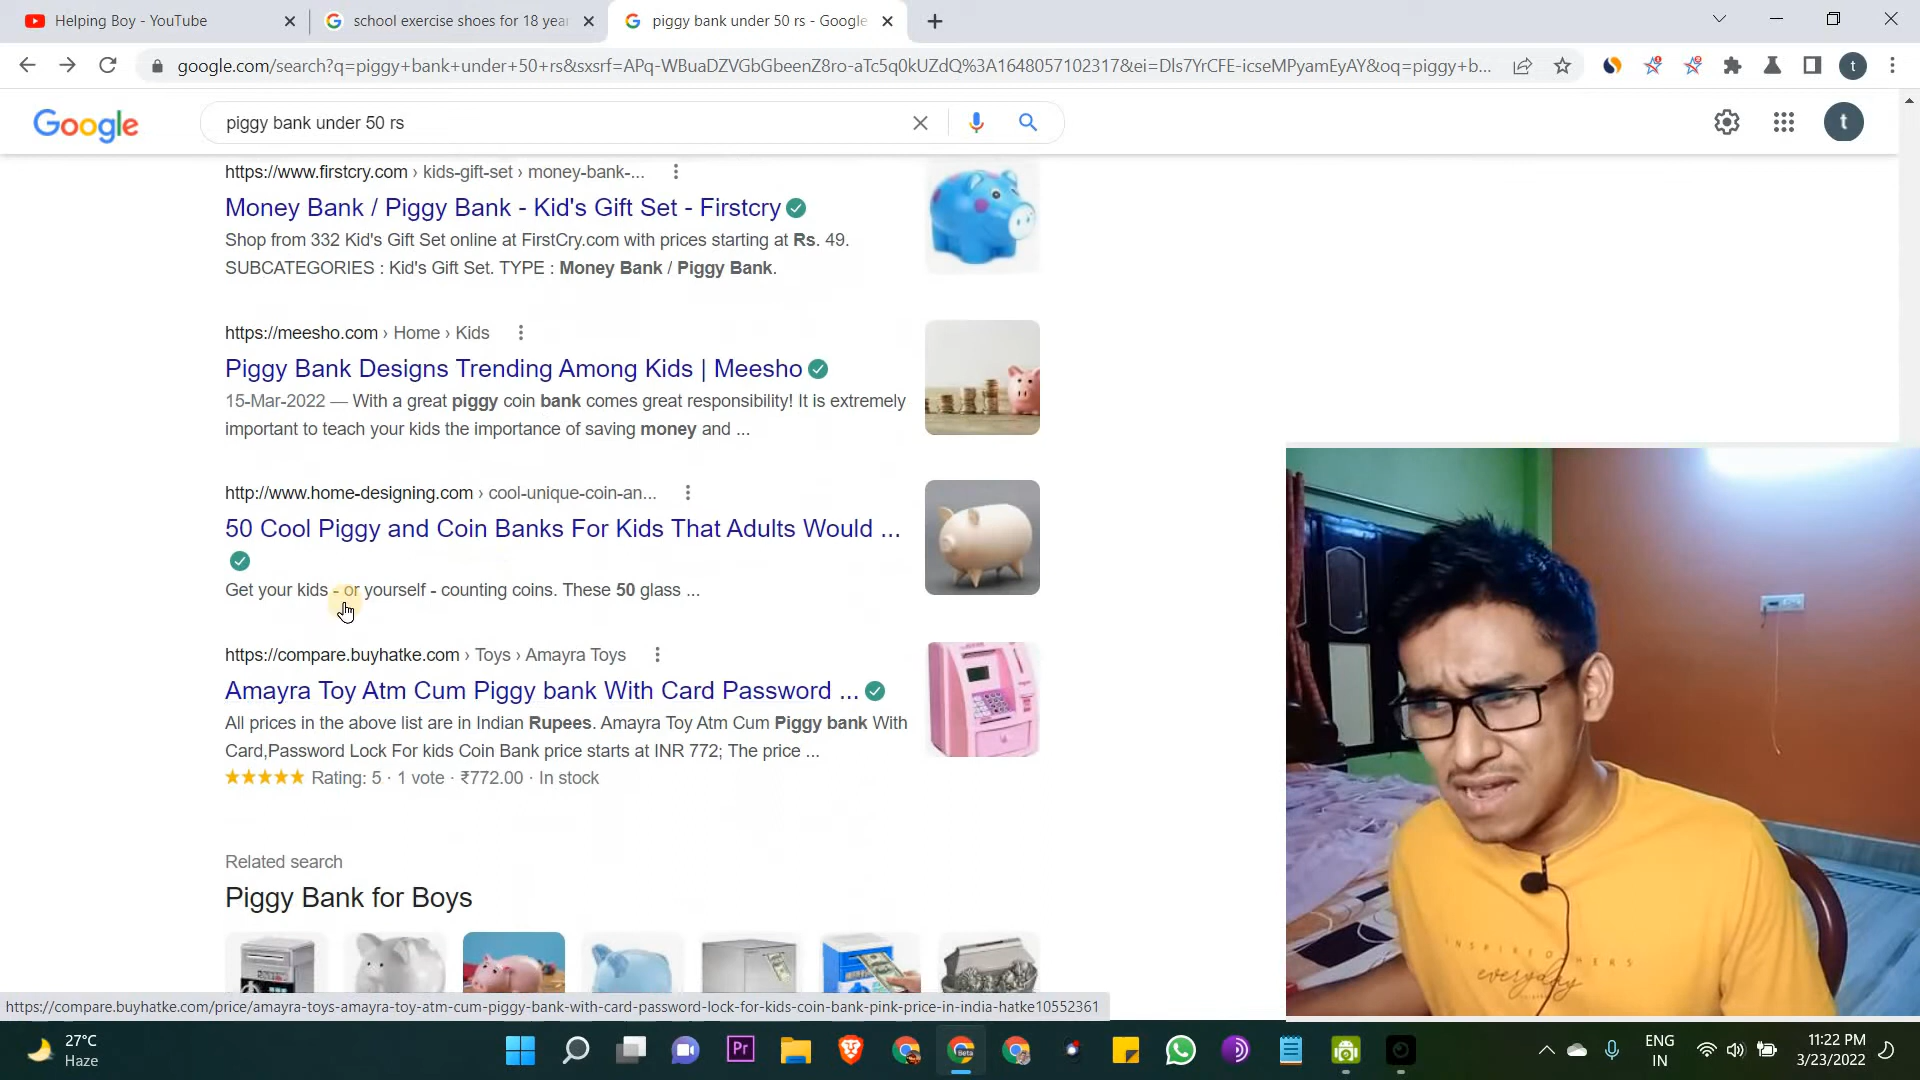 Helping Boy - YouTube
school exercise shoes for 18 year
piggy bank under 50 rs - Google
google.com/search?q=piggy+bank+under+50+rs&sxsrf=APq-WBuaDZVGbGbeenZ8ro-aTc5q0kUZdQ%3A1648057102317&ei=Dls7YrCFE-icseMPyamEyAY&oq=piggy+b...
t
Google
piggy bank under 50 rs
t
https://www.firstcry.com › kids-gift-set › money-bank-...
Money Bank / Piggy Bank - Kid's Gift Set - Firstcry
Shop from 332 Kid's Gift Set online at FirstCry.com with prices starting at Rs. 49.
SUBCATEGORIES : Kid's Gift Set. TYPE : Money Bank / Piggy Bank.
https://meesho.com › Home › Kids
Piggy Bank Designs Trending Among Kids | Meesho
15-Mar-2022 — With a great piggy coin bank comes great responsibility! It is extremely
important to teach your kids the importance of saving money and ...
http://www.home-designing.com › cool-unique-coin-an...
50 Cool Piggy and Coin Banks For Kids That Adults Would ...
Get your kids - or yourself - counting coins. These 50 glass ...
https://compare.buyhatke.com › Toys › Amayra Toys
Amayra Toy Atm Cum Piggy bank With Card Password ...
All prices in the above list are in Indian Rupees. Amayra Toy Atm Cum Piggy bank With
Card,Password Lock For kids Coin Bank price starts at INR 772; The price ...
Rating: 5 · 1 vote · ₹772.00 · In stock
Related search
Piggy Bank for Boys
INSPIRE OTHERS
everyday
https://compare.buyhatke.com/price/amayra-toys-amayra-toy-atm-cum-piggy-bank-with-card-password-lock-for-kids-coin-bank-pink-price-in-india-hatke10552361
27°C
Haze
Pr
Beta
ENG
IN
11:22 PM
3/23/2022